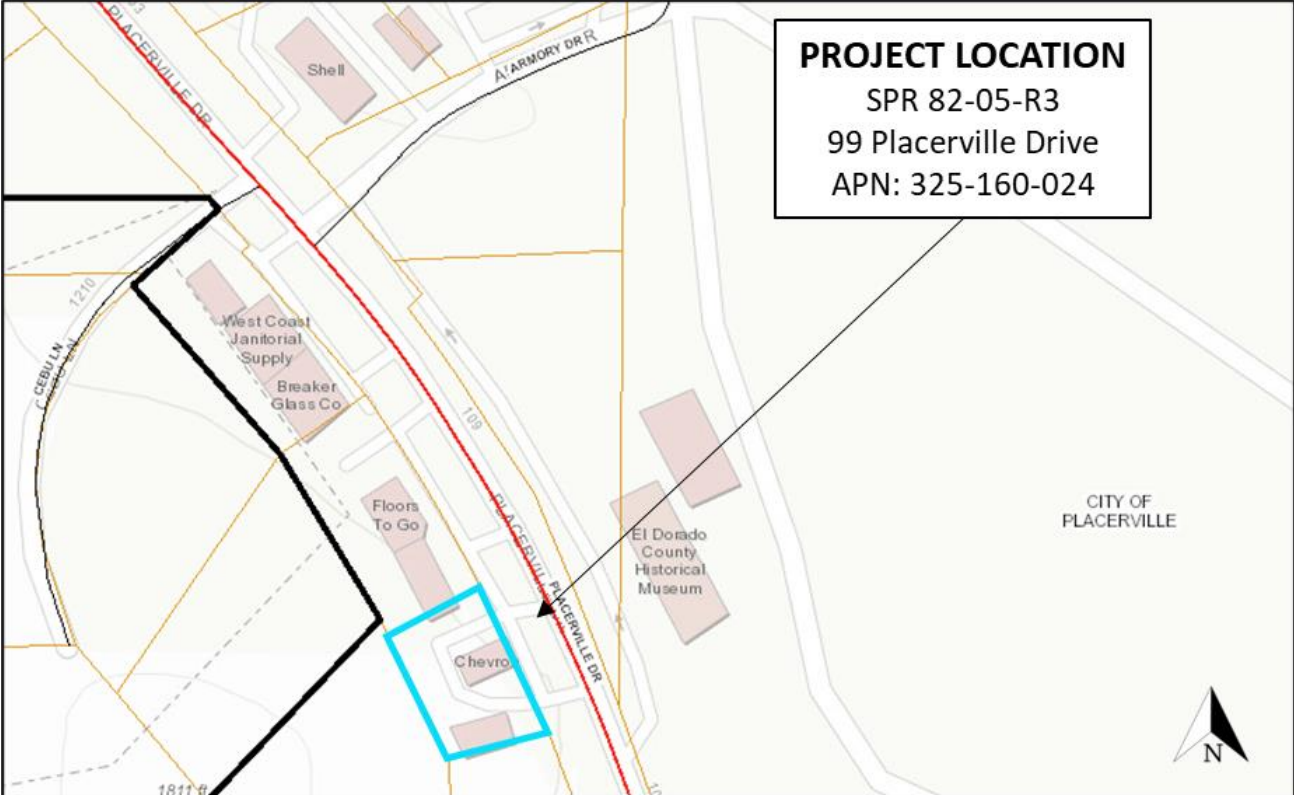 PROJECT LOCATION
SPR 82-05-R3
99 Placerville Drive
APN: 325-160-024
PLACERVILLE DR
Shell
ARMORY DR R
1210
CEBU LN
West Coast
Janitorial
Supply
Breaker
Glass Co
109
Floors
To Go
PLACERVILLE DR
El Dorado
County
Historical
Museum
CITY OF
PLACERVILLE
Chevro
1811 ft
N